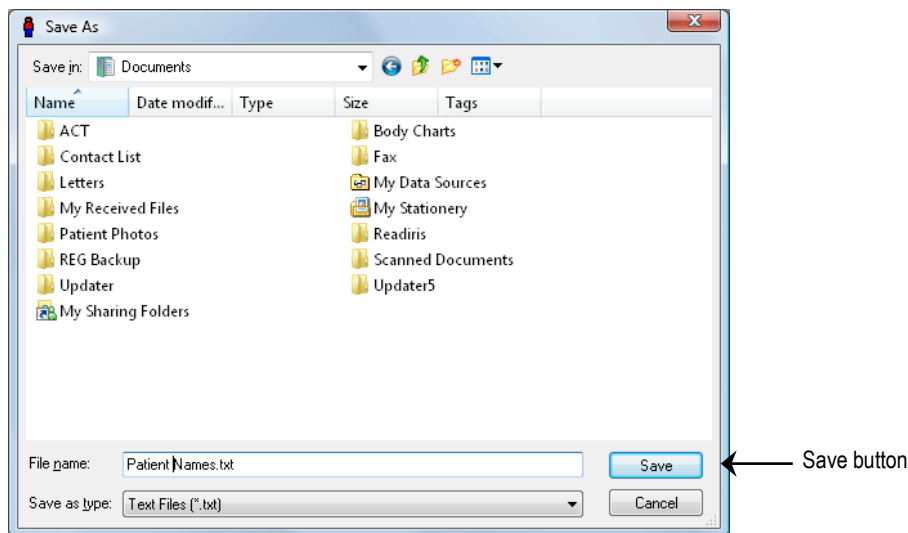 Save As
Save in: Documents
Name Date modif... Type Size Tags
ACT Body Charts
Contact List Fax
Letters My Data Sources
My Received Files My Stationery
Patient Photos Readiris
REG Backup Scanned Documents
Updater Updater5
My Sharing Folders
File name: Patient Names.txt Save Save button
Save as type: Text Files (*.txt) Cancel